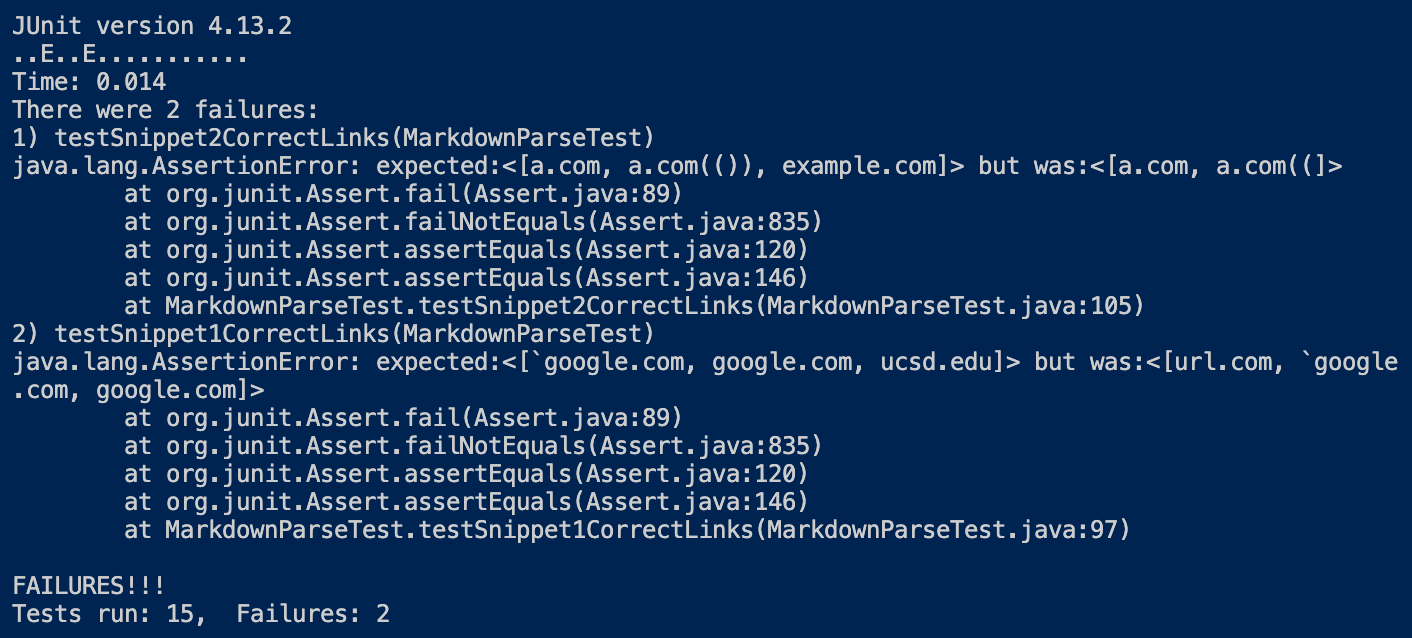 JUnit version 4.13.2
..E..E...........
Time: 0.014
There were 2 failures:
1) testSnippet2CorrectLinks(MarkdownParseTest)
java.lang.AssertionError: expected:<[a.com, a.com(()), example.com]> but was:<[a.com, a.com((]>
        at org.junit.Assert.fail(Assert.java:89)
        at org.junit.Assert.failNotEquals(Assert.java:835)
        at org.junit.Assert.assertEquals(Assert.java:120)
        at org.junit.Assert.assertEquals(Assert.java:146)
        at MarkdownParseTest.testSnippet2CorrectLinks(MarkdownParseTest.java:105)
2) testSnippet1CorrectLinks(MarkdownParseTest)
java.lang.AssertionError: expected:<[`google.com, google.com, ucsd.edu]> but was:<[url.com, `google
.com, google.com]>
        at org.junit.Assert.fail(Assert.java:89)
        at org.junit.Assert.failNotEquals(Assert.java:835)
        at org.junit.Assert.assertEquals(Assert.java:120)
        at org.junit.Assert.assertEquals(Assert.java:146)
        at MarkdownParseTest.testSnippet1CorrectLinks(MarkdownParseTest.java:97)

FAILURES!!!
Tests run: 15,  Failures: 2